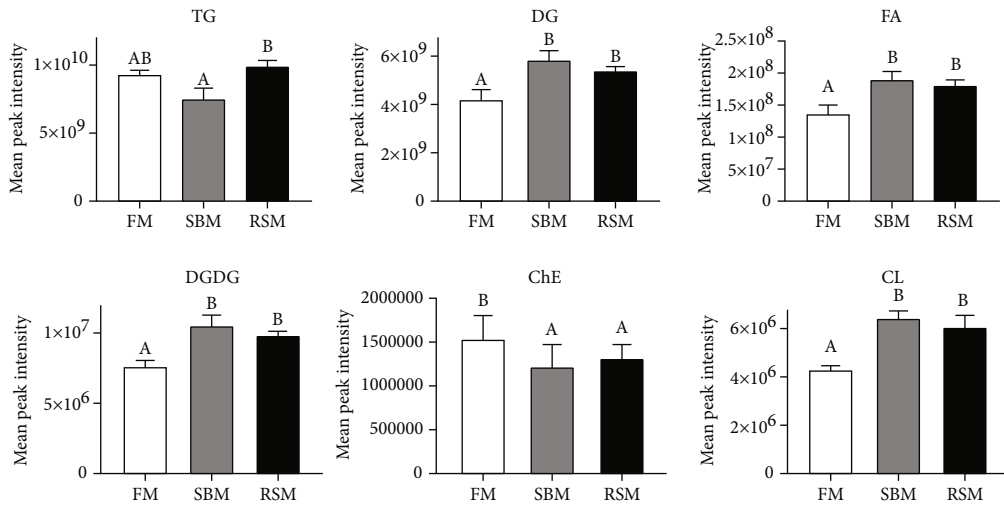 TG
Mean peak intensity
1×10¹⁰
5×10⁹
0
AB
A
B
FM SBM RSM
DG
Mean peak intensity
6×10⁹
4×10⁹
2×10⁹
0
A
B
B
FM SBM RSM
FA
Mean peak intensity
2.5×10⁸
2×10⁸
1.5×10⁸
1×10⁸
5×10⁷
0
A
B
B
FM SBM RSM
DGDG
Mean peak intensity
1×10⁷
5×10⁶
0
A
B
B
FM SBM RSM
ChE
Mean peak intensity
2000000
1500000
1000000
500000
0
B
A
A
FM SBM RSM
CL
Mean peak intensity
6×10⁶
4×10⁶
2×10⁶
0
A
B
B
FM SBM RSM